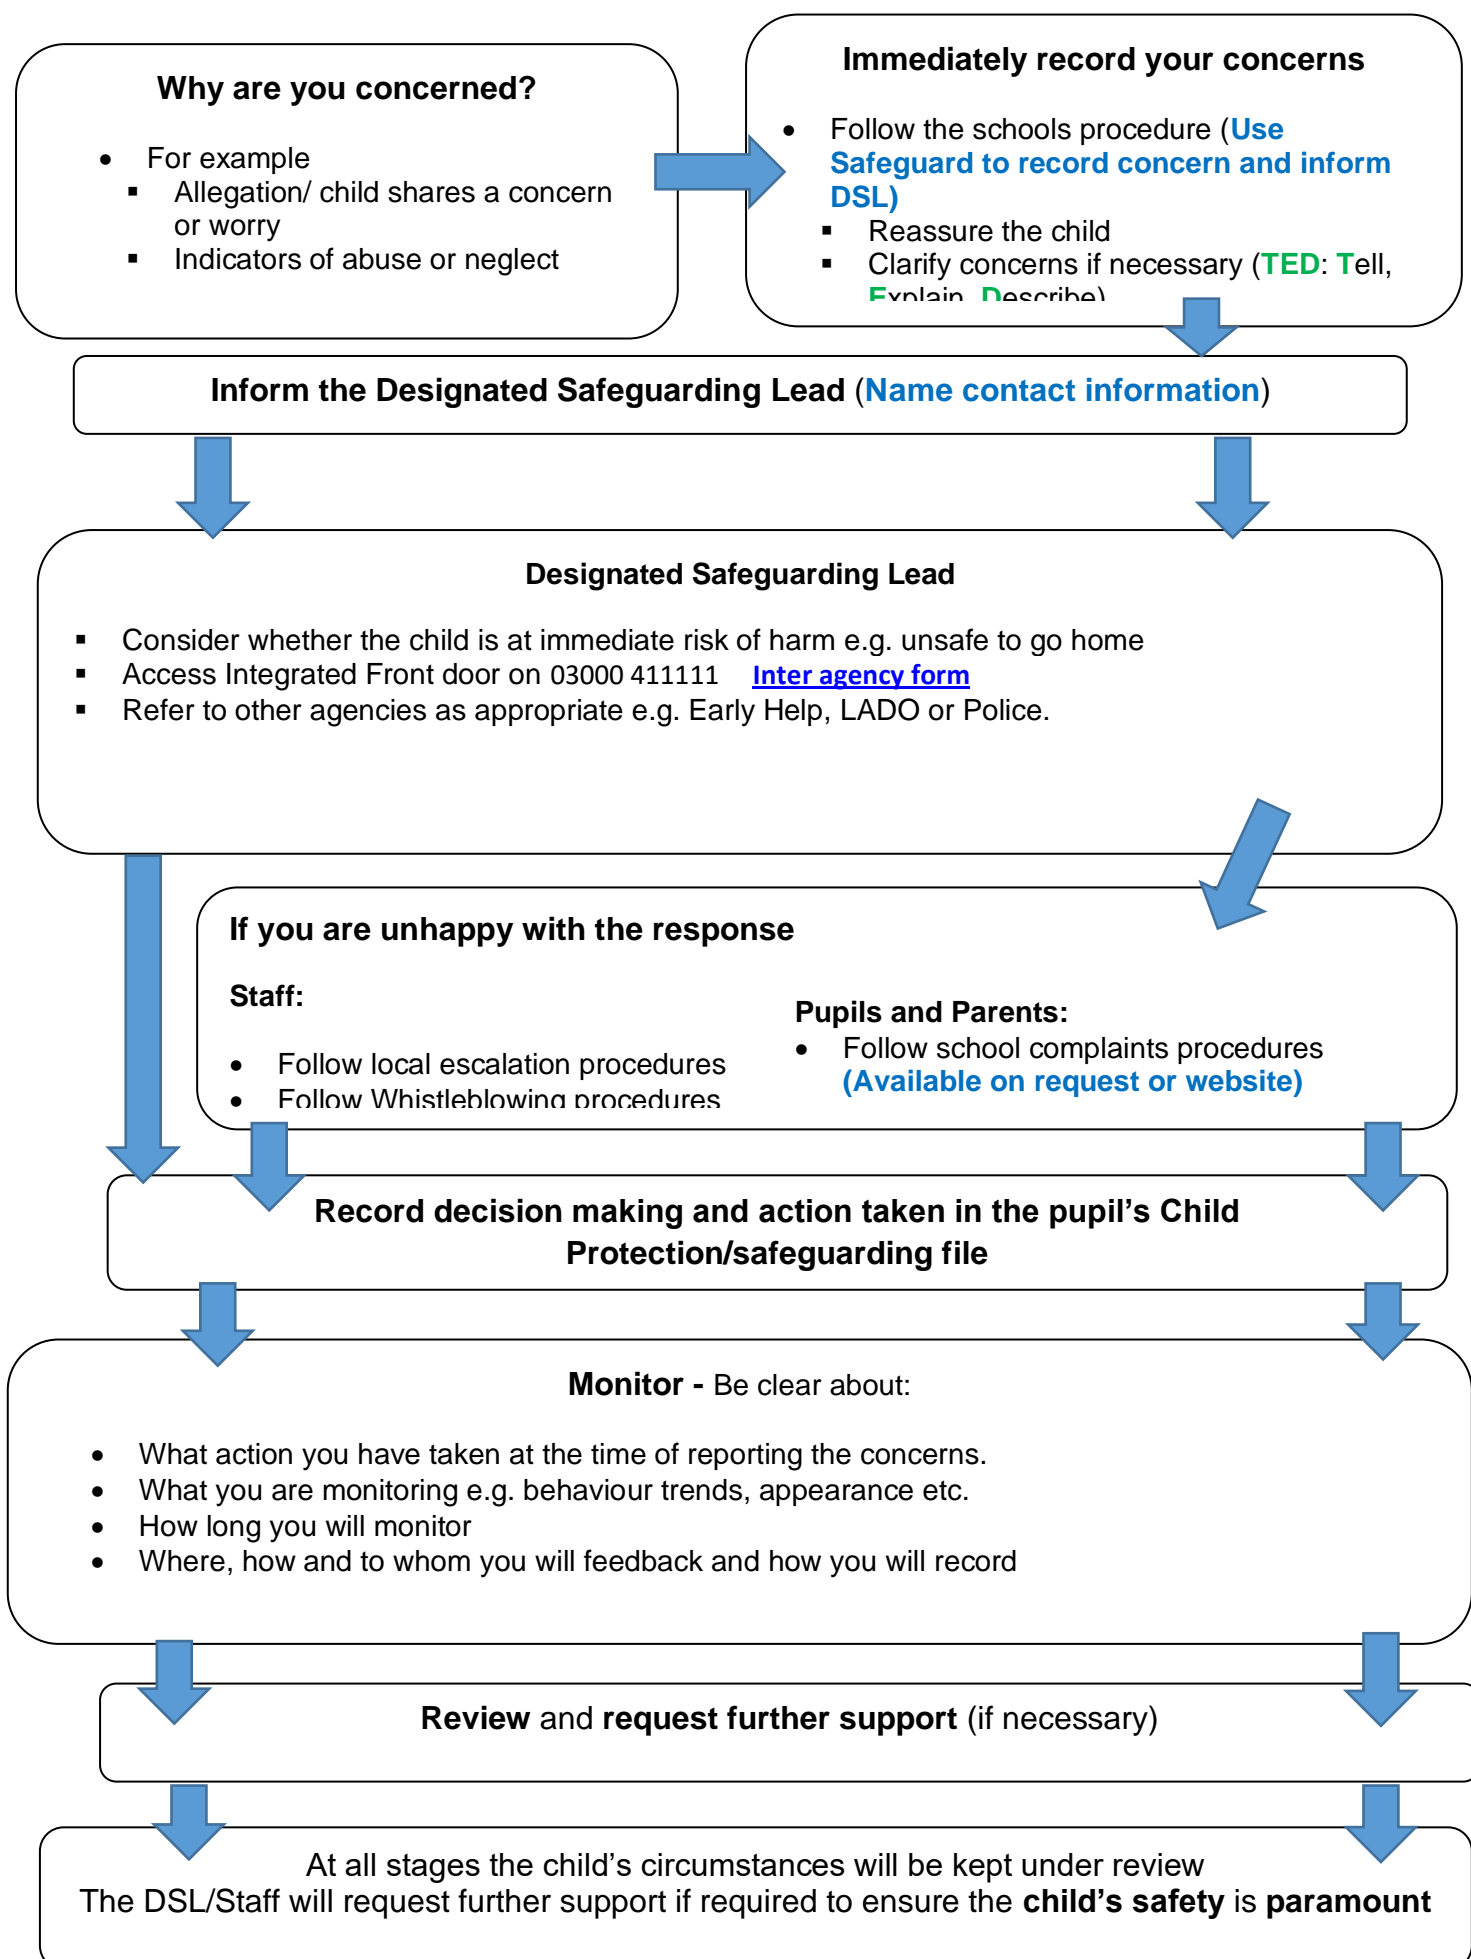 Why are you concerned?
• For example
▪ Allegation/ child shares a concern
or worry
▪ Indicators of abuse or neglect
Immediately record your concerns
• Follow the schools procedure (Use
Safeguard to record concern and inform
DSL)
▪ Reassure the child
▪ Clarify concerns if necessary (TED: Tell,
Explain, Describe)
Inform the Designated Safeguarding Lead (Name contact information)
Designated Safeguarding Lead
▪ Consider whether the child is at immediate risk of harm e.g. unsafe to go home
▪ Access Integrated Front door on 03000 411111 Inter agency form
▪ Refer to other agencies as appropriate e.g. Early Help, LADO or Police.
If you are unhappy with the response
Staff:
• Follow local escalation procedures
• Follow Whistleblowing procedures
Pupils and Parents:
• Follow school complaints procedures
(Available on request or website)
Record decision making and action taken in the pupil’s Child
Protection/safeguarding file
Monitor - Be clear about:
• What action you have taken at the time of reporting the concerns.
• What you are monitoring e.g. behaviour trends, appearance etc.
• How long you will monitor
• Where, how and to whom you will feedback and how you will record
Review and request further support (if necessary)
At all stages the child’s circumstances will be kept under review
The DSL/Staff will request further support if required to ensure the child’s safety is paramount